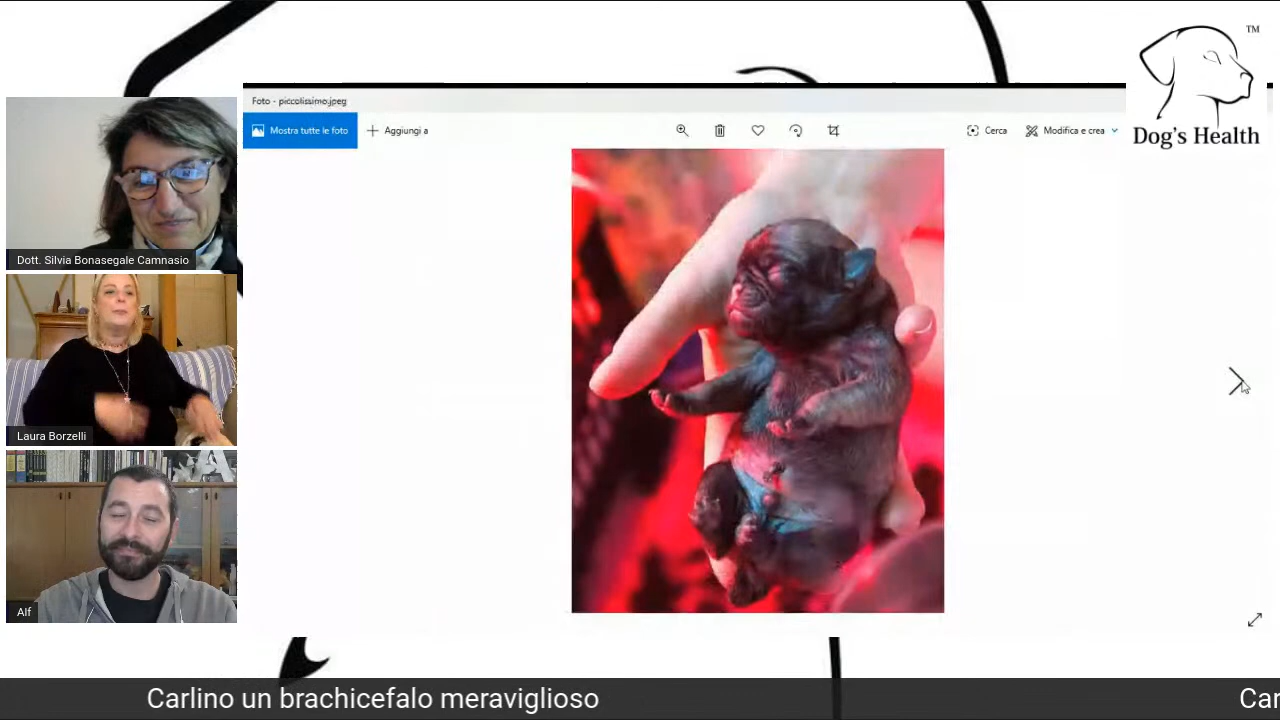 TM
Dog's Health
Foto - piccolissimo.jpeg
Mostra tutte le foto
Aggiungi a
Cerca
Modifica e crea
Dott. Silvia Bonasegale Camnasio
Laura Borzelli
Alf
Carlino un brachicefalo meraviglioso
Car